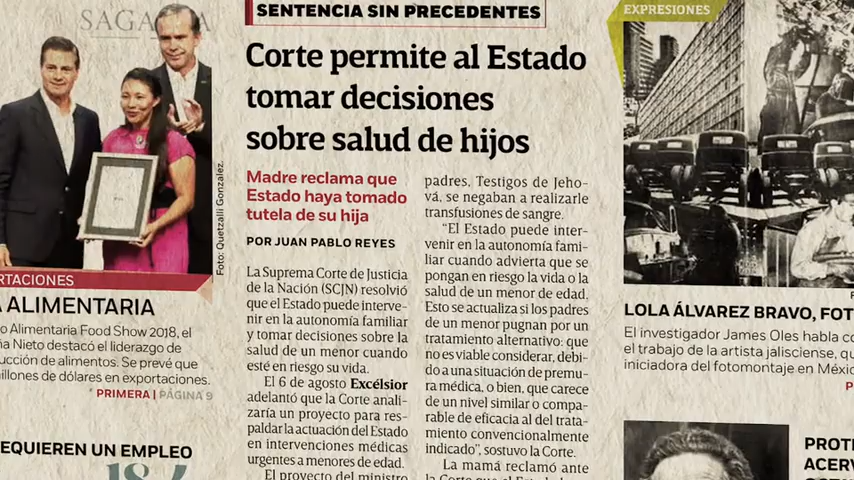 SAGA
Foto: Quetzalli González.
RTACIONES
ALIMENTARIA
o Alimentaria Food Show 2018, el
ña Nieto destacó el liderazgo de
ucción de alimentos. Se prevé que
illones de dólares en exportaciones.
PRIMERA | PÁGINA 9
EQUIEREN UN EMPLEO
SENTENCIA SIN PRECEDENTES
Corte permite al Estado
tomar decisiones
sobre salud de hijos
Madre reclama que
Estado haya tomado
tutela de su hija
POR JUAN PABLO REYES
La Suprema Corte de Justicia
de la Nación (SCJN) resolvió
que el Estado puede interve-
nir en la autonomía familiar
y tomar decisiones sobre la
salud de un menor cuando
esté en riesgo su vida.
El 6 de agosto Excélsior
adelantó que la Corte anali-
zaría un proyecto para res-
paldar la actuación del Estado
en intervenciones médicas
urgentes a menores de edad.
El proyecto del ministro
padres, Testigos de Jeho-
vá, se negaban a realizarle
transfusiones de sangre.
“El Estado puede inter-
venir en la autonomía fami-
liar cuando advierta que se
pongan en riesgo la vida o la
salud de un menor de edad.
Esto se actualiza si los padres
de un menor pugnan por un
tratamiento alternativo: que
no es viable considerar, debi-
do a una situación de premu-
ra médica, o bien, que carece
de un nivel similar o compa-
rable de eficacia al del trata-
miento convencionalmente
indicado”, sostuvo la Corte.
La mamá reclamó ante
la Corte que el Estado
EXPRESIONES
LOLA ÁLVAREZ BRAVO, FOT
El investigador James Oles habla co
el trabajo de la artista jalisciense, qu
iniciadora del fotomontaje en Méxic
P
PROTE
ACERV